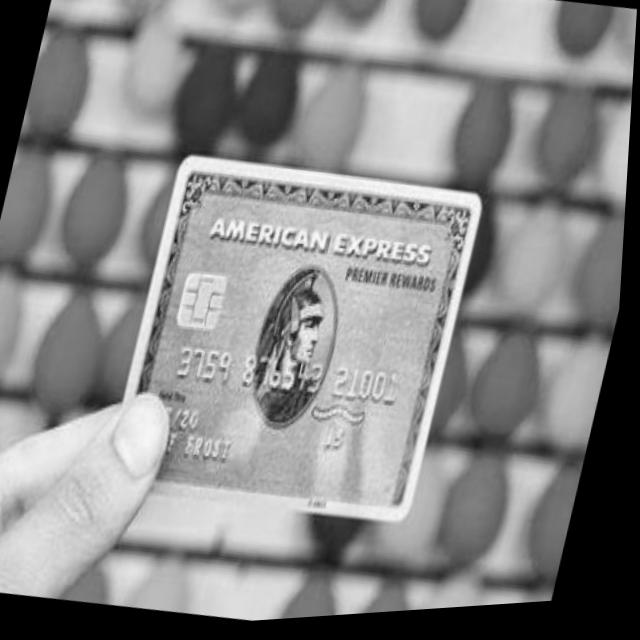 AMERICAN EXPRESS
PREMIER REWARDS
3759 876543 21001
/20
F FROST